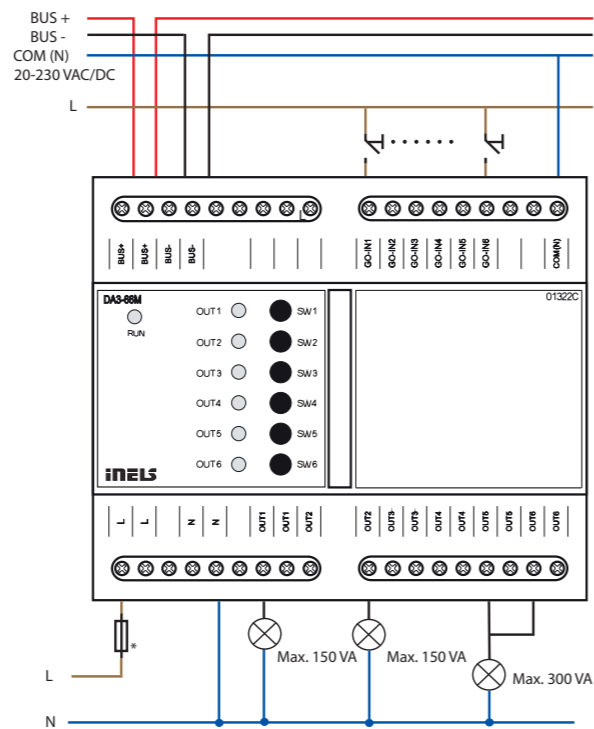 BUS +
BUS -
COM (N)
20-230 VAC/DC
L
L
BUS+ BUS+ BUS- BUS- GO-IN1 GO-IN2 GO-IN3 GO-IN4 GO-IN5 GO-IN6 COM(N)
DA3-66M 01322C
RUN
OUT1 SW1
OUT2 SW2
OUT3 SW3
OUT4 SW4
OUT5 SW5
OUT6 SW6
inELS
L L N N OUT1 OUT1 OUT2 OUT2 OUT3 OUT3 OUT4 OUT4 OUT5 OUT5 OUT6 OUT6
*
Max. 150 VA Max. 150 VA
L Max. 300 VA
N